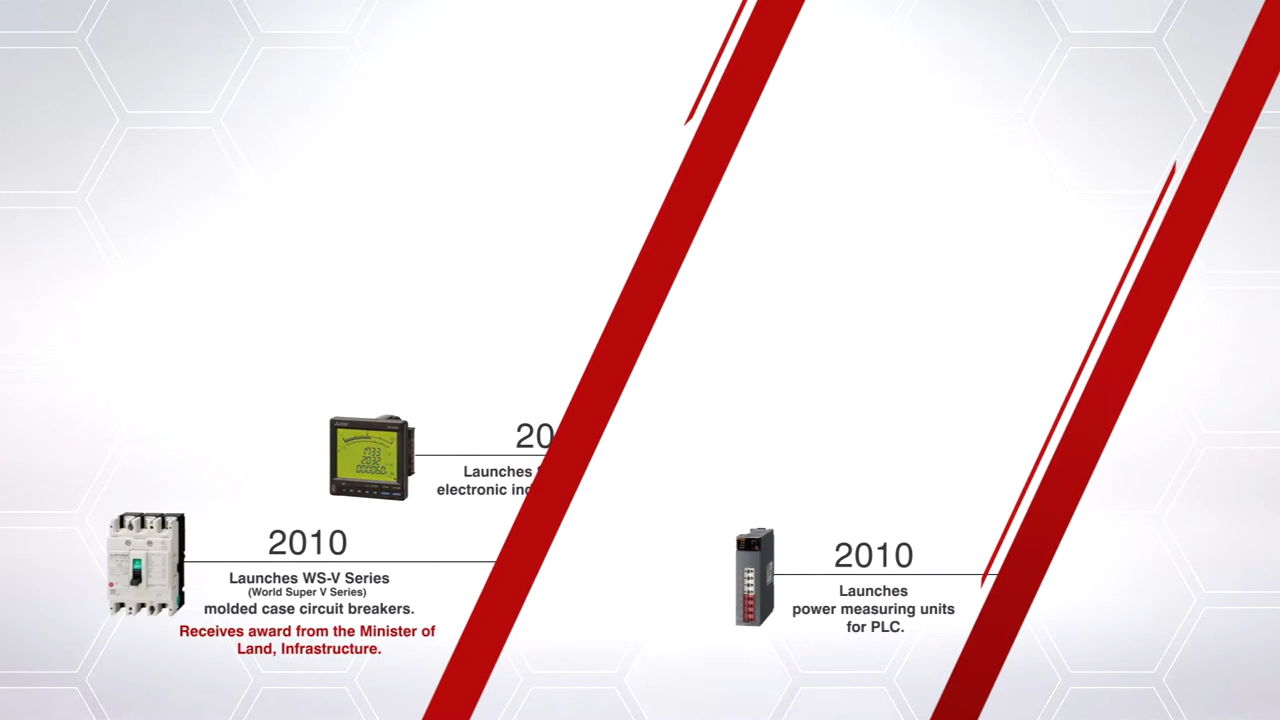 20
Launches
electronic
2010
Launches WS-V Series
(World Super V Series)
molded case circuit breakers.
Receives award from the Minister of
Land, Infrastructure.
2010
Launches
power measuring units
for PLC.